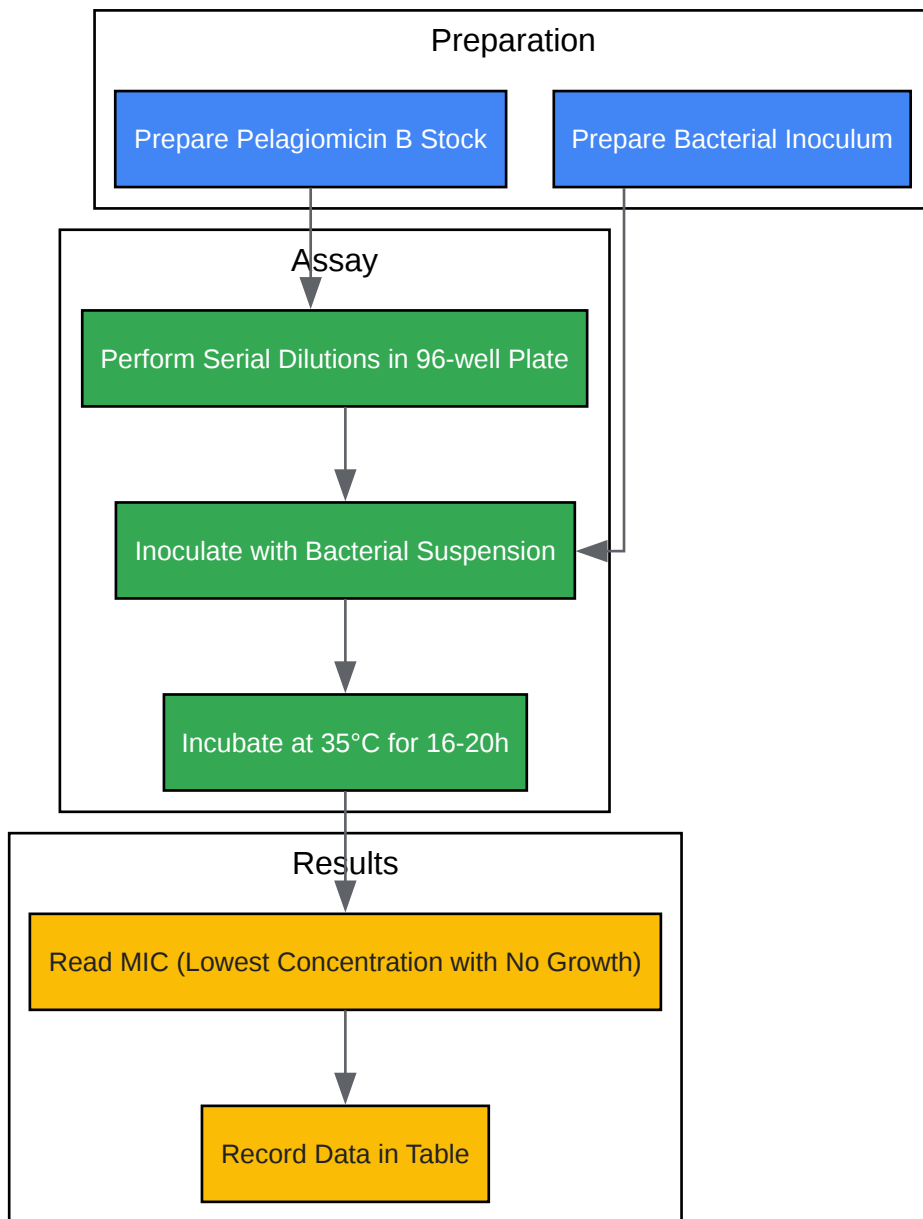 Preparation
Prepare Pelagiomicin B Stock
Prepare Bacterial Inoculum
Assay
Perform Serial Dilutions in 96-well Plate
Inoculate with Bacterial Suspension
Incubate at 35°C for 16-20h
Results
Read MIC (Lowest Concentration with No Growth)
Record Data in Table